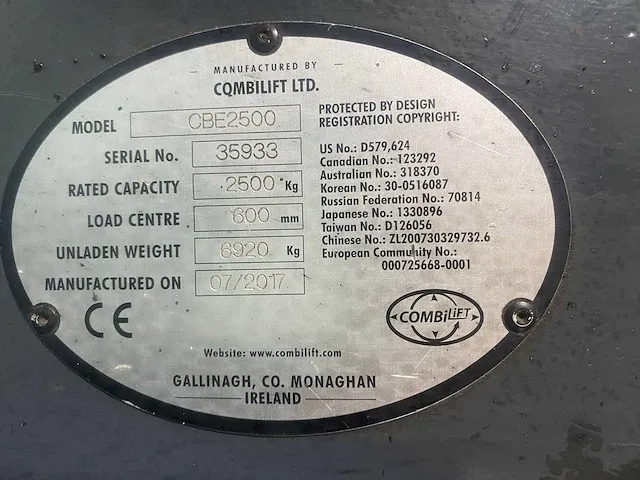 MANUFACTURED BY
COMBILIFT LTD.
MODEL CBE2500
SERIAL No. 35933
RATED CAPACITY 2500 Kg
LOAD CENTRE 600 mm
UNLADEN WEIGHT 6920 Kg
MANUFACTURED ON 07/2017
CE
PROTECTED BY DESIGN
REGISTRATION COPYRIGHT:
US No.: D579,624
Canadian No.: 123292
Australian No.: 318370
Korean No.: 30-0516087
Russian Federation No.: 70814
Japanese No.: 1330896
Taiwan No.: D126056
Chinese No.: ZL200730329732.6
European Community No.:
000725668-0001
COMBiLiFT
Website: www.combilift.com
GALLINAGH, CO. MONAGHAN
IRELAND